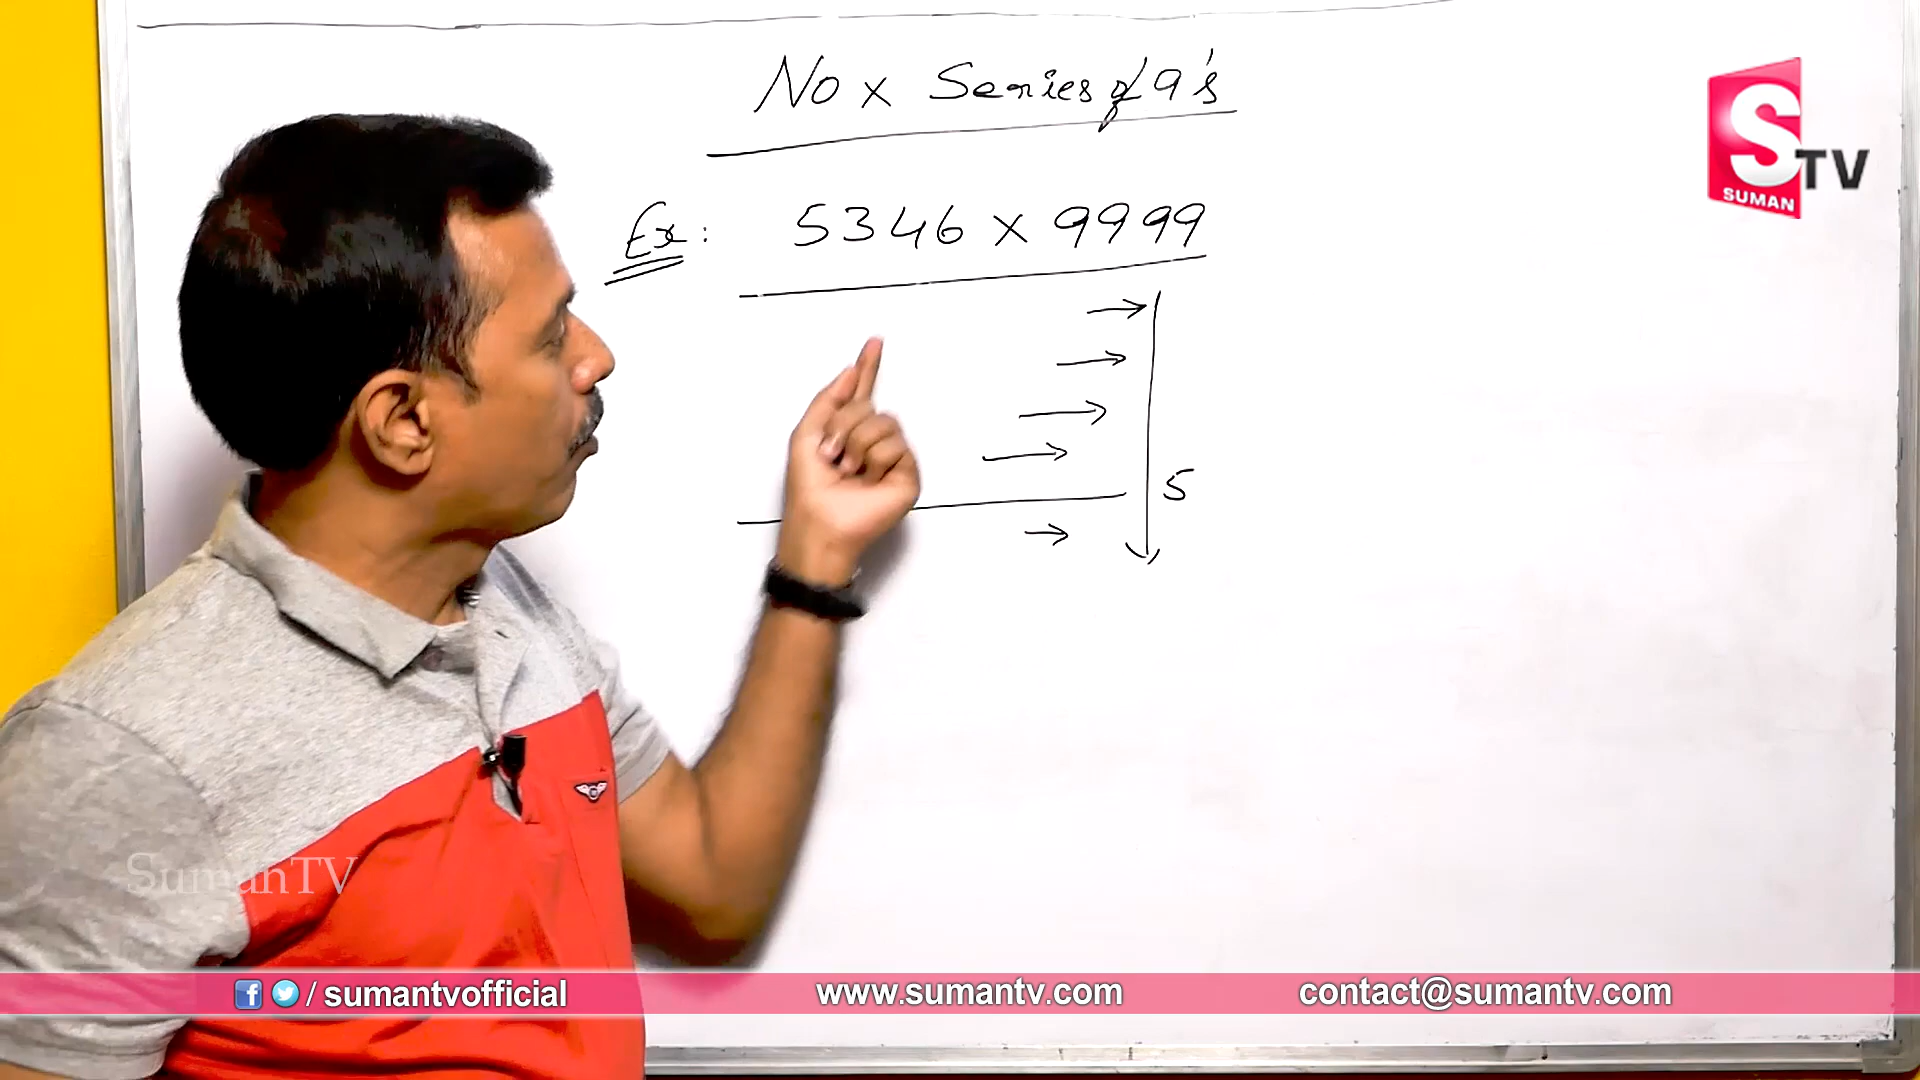 No x Series of 9's
Ex: 5346 x 9999
→
→
→
→
5
→
S TV
SUMAN
SumanTV
f / sumantvofficial
www.sumantv.com
contact@sumantv.com